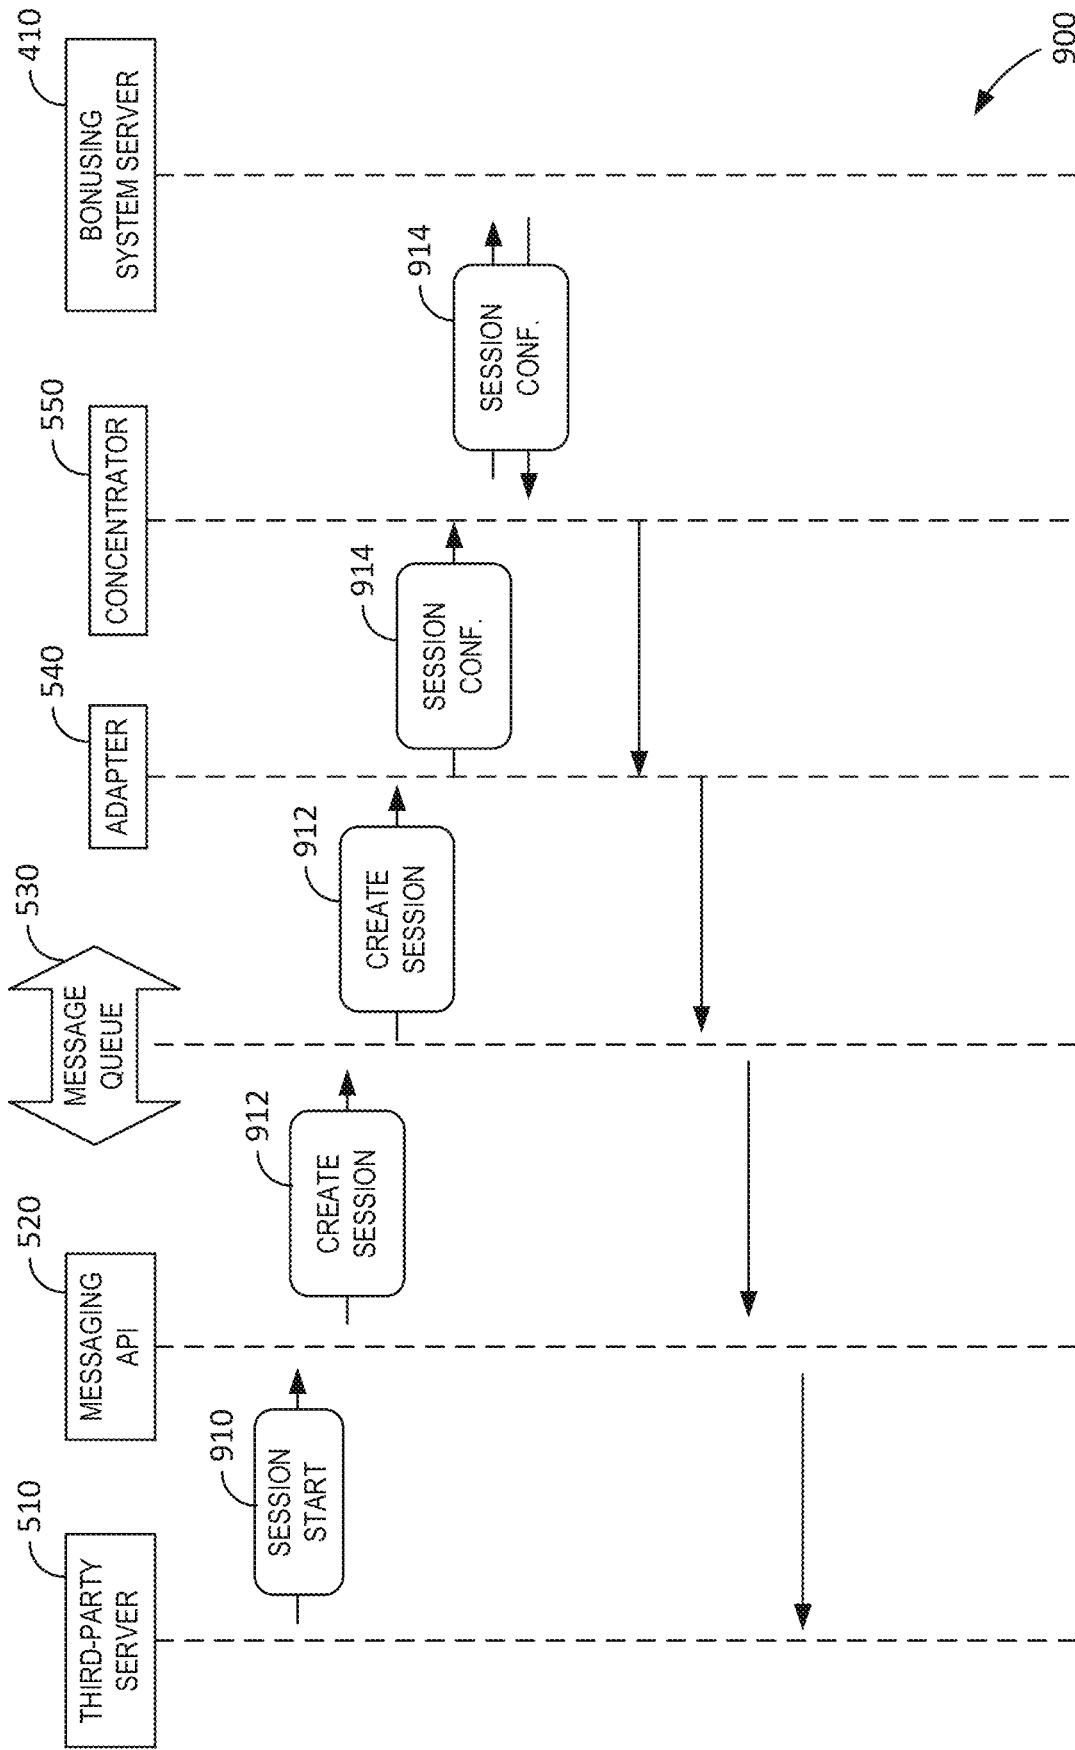 THIRD-PARTY
SERVER
510
MESSAGING
API
520
MESSAGE
QUEUE
530
ADAPTER
540
CONCENTRATOR
550
BONUSING
SYSTEM SERVER
410
SESSION
START
910
CREATE
SESSION
912
CREATE
SESSION
912
SESSION
CONF.
914
SESSION
CONF.
914
900